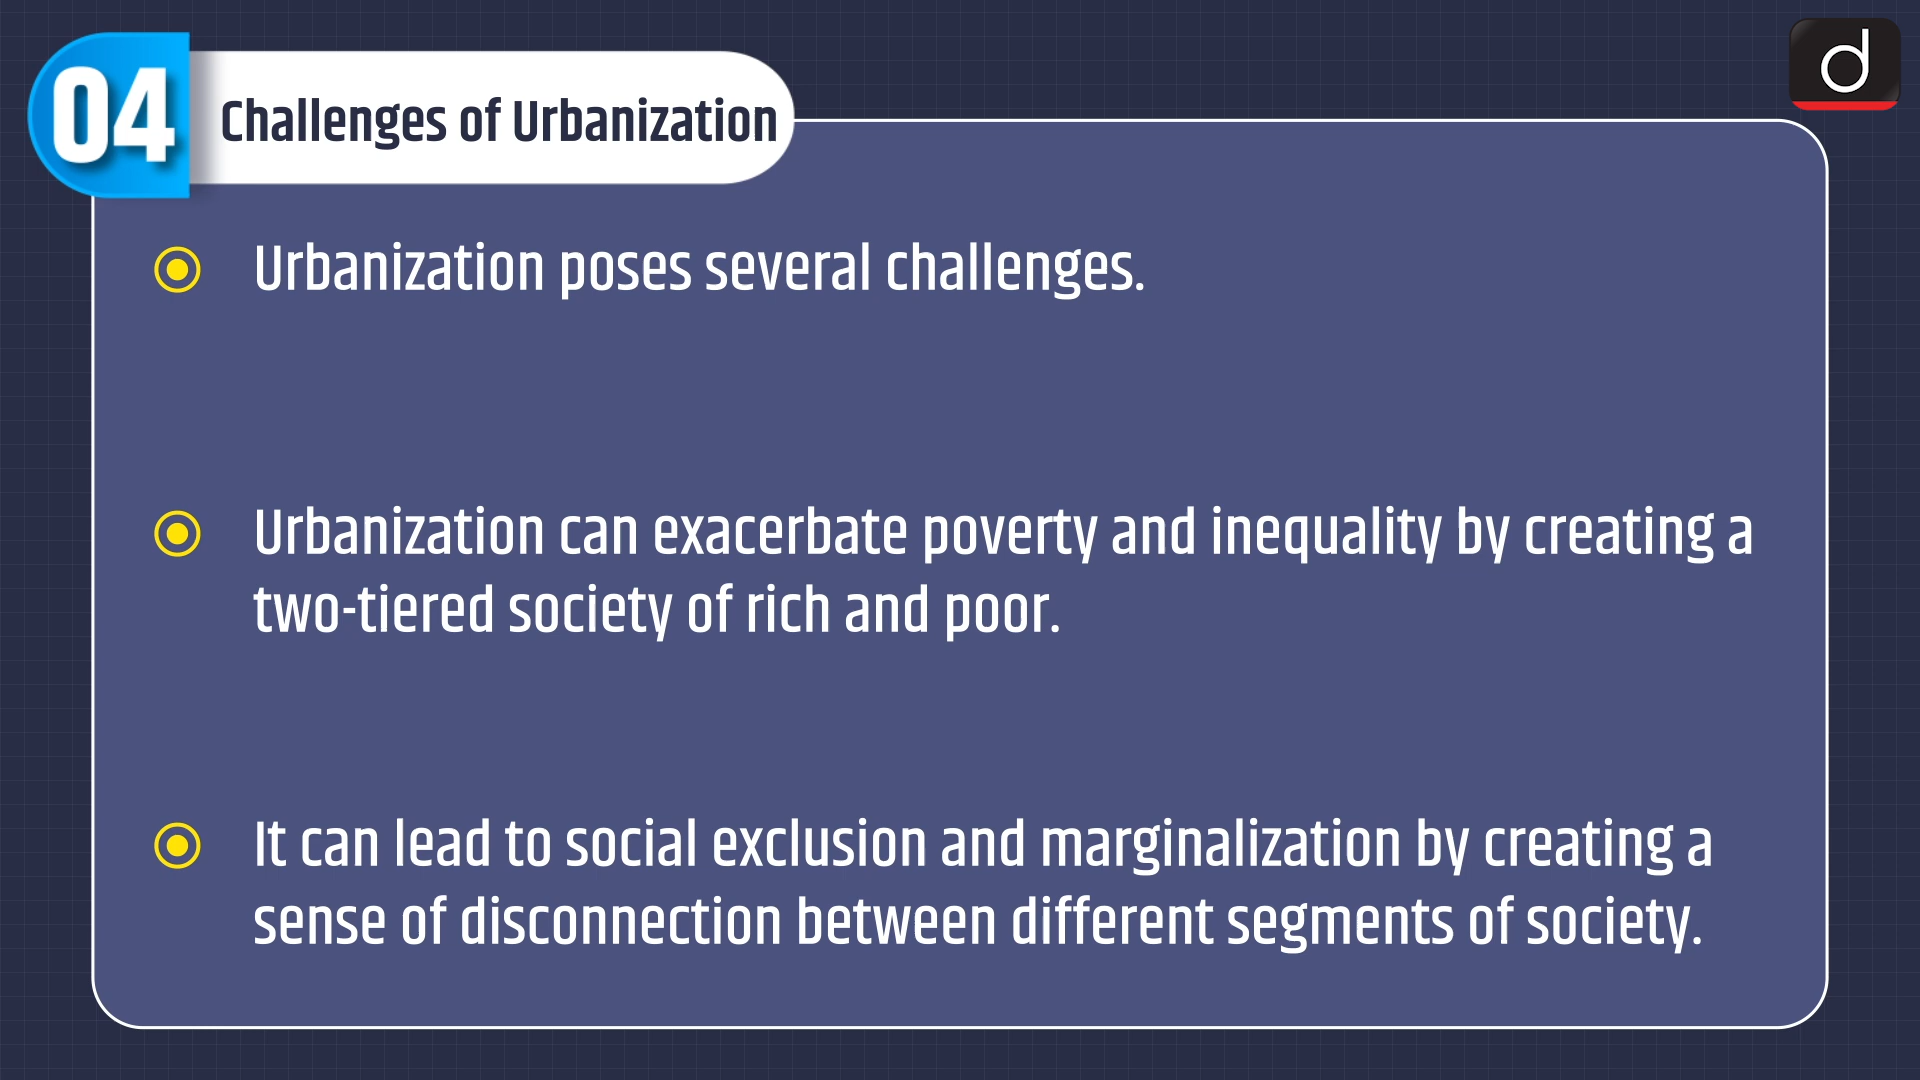 04
Challenges of Urbanization
d
Urbanization poses several challenges.
Urbanization can exacerbate poverty and inequality by creating a
two-tiered society of rich and poor.
It can lead to social exclusion and marginalization by creating a
sense of disconnection between different segments of society.